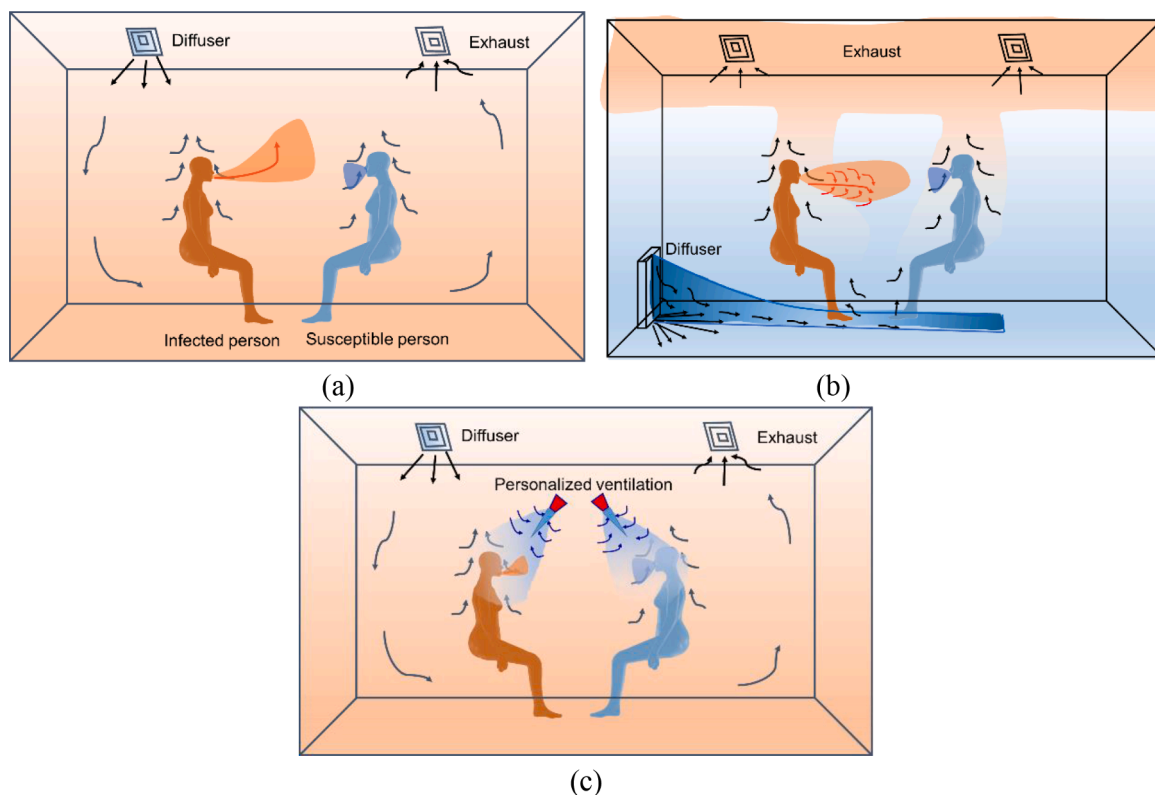 Diffuser
Exhaust
Infected person
Susceptible person
(a)
Exhaust
Diffuser
(b)
Diffuser
Exhaust
Personalized ventilation
(c)